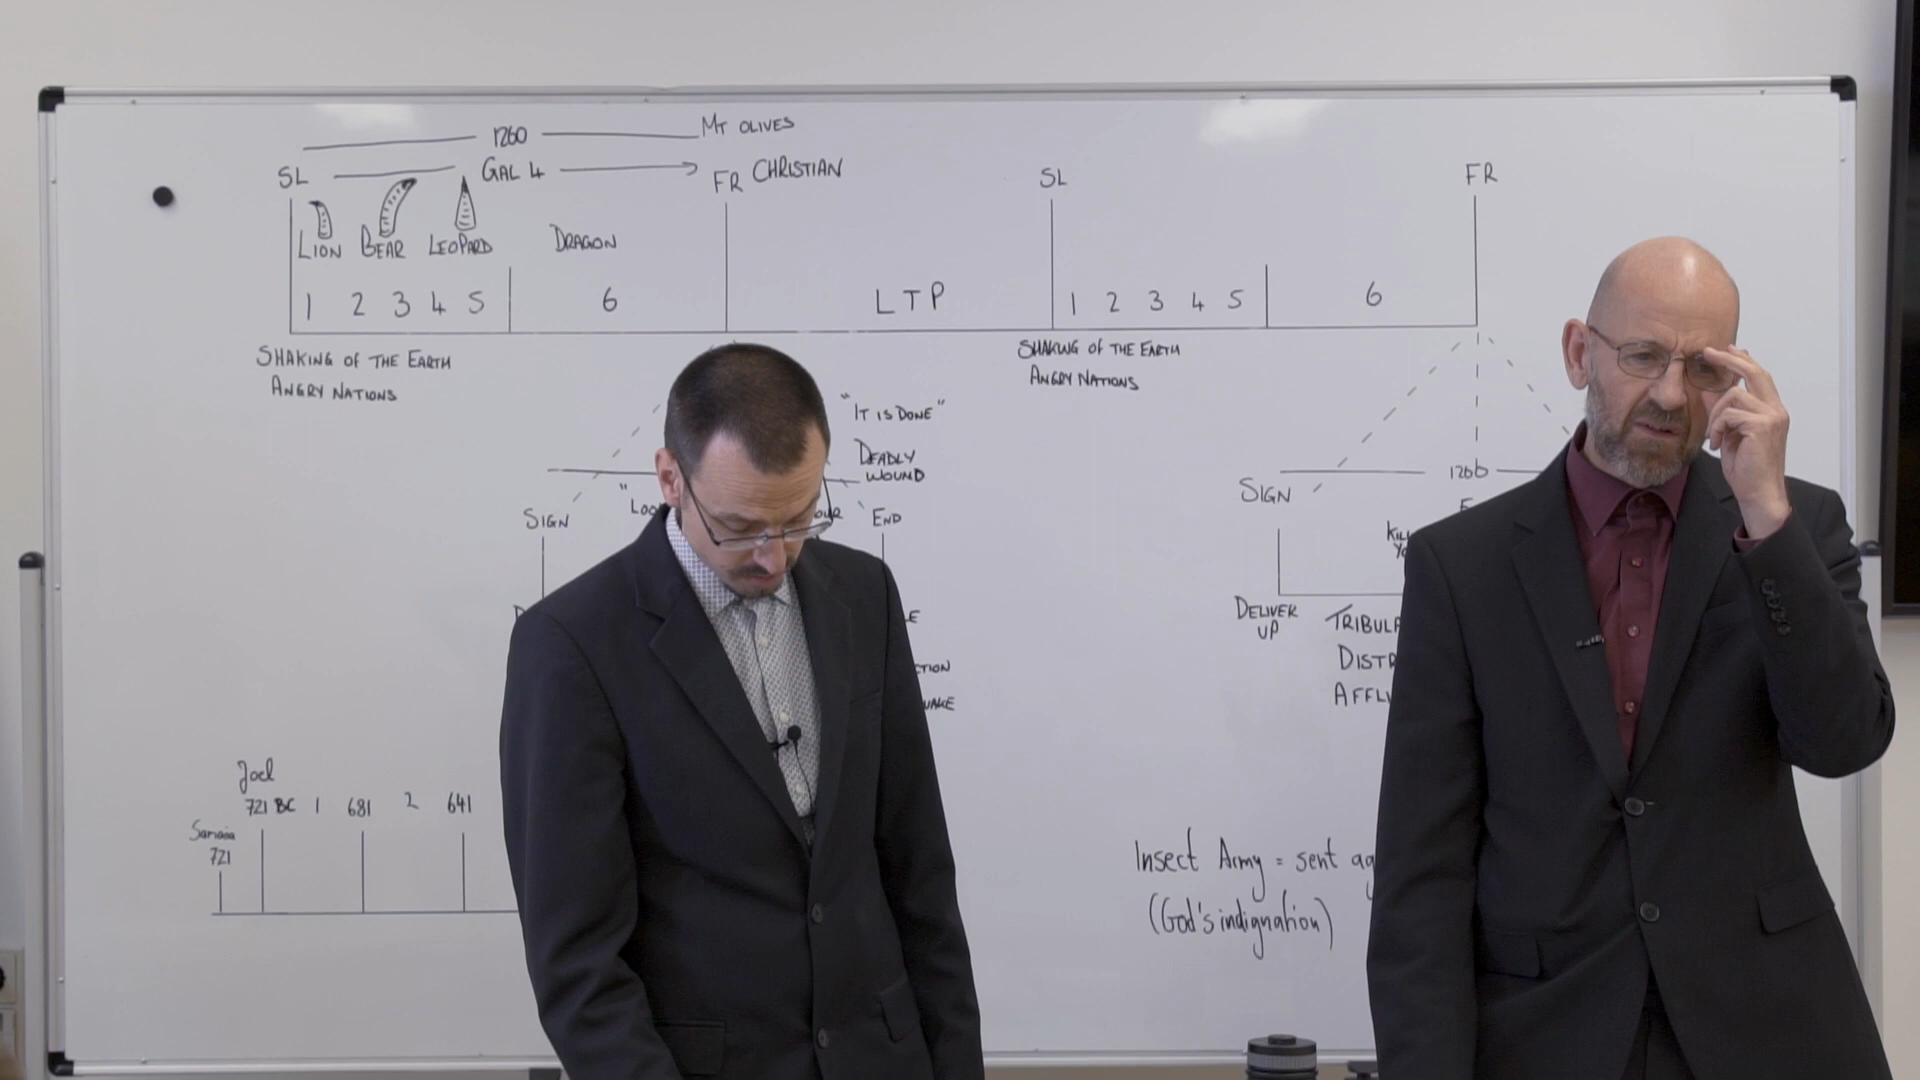 1260
MT OLIVES
SL
GAL 4
FR CHRISTIAN
LION BEAR LEOPARD DRAGON
1 2 3 4 5 6
LTP
SHAKING OF THE EARTH
ANGRY NATIONS
SL
FR
1 2 3 4 5 6
SHAKING OF THE EARTH
ANGRY NATIONS
"IT IS DONE"
DEADLY
WOUND
SIGN
END
SIGN
1260
DELIVER
UP
Joel
721 BC 1 681 2 641
Samaria
721
Insect Army = sent
(God's indignation)